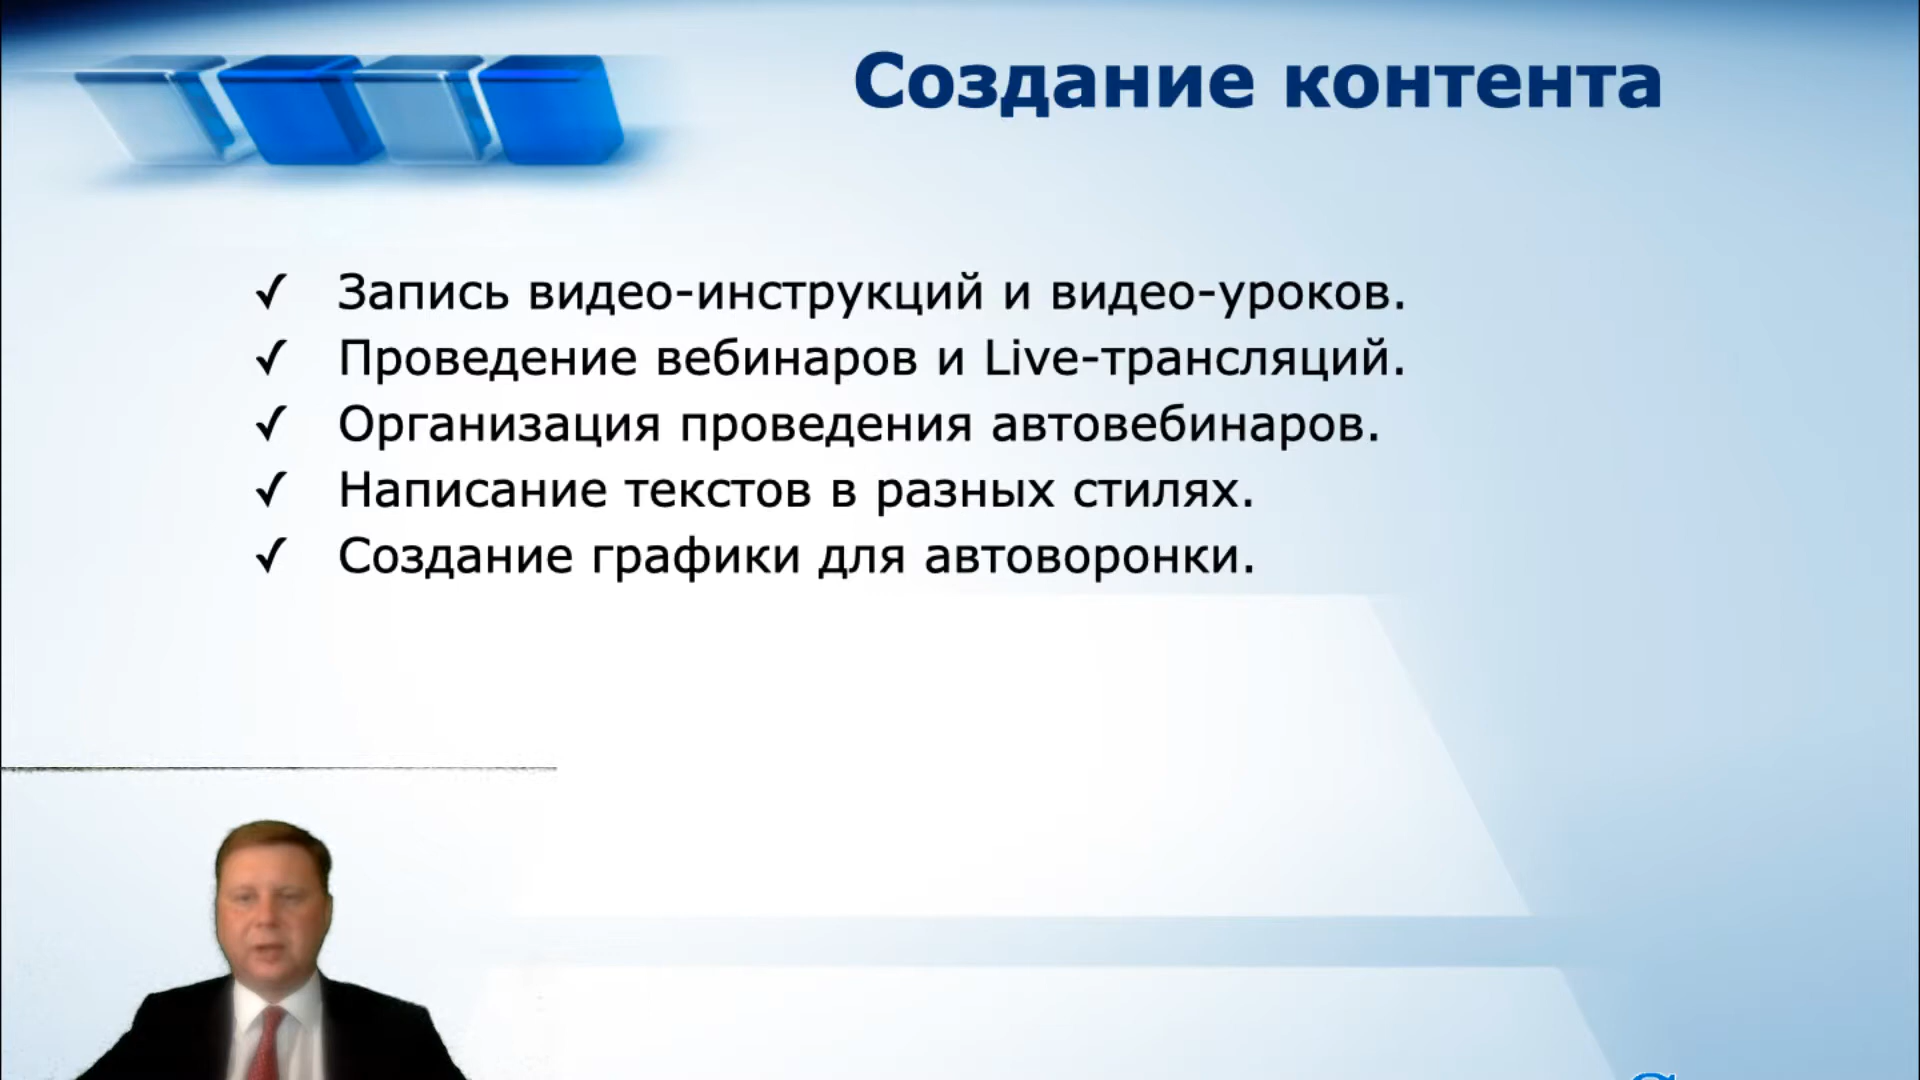 Создание контента
✓ Запись видео-инструкций и видео-уроков.
✓ Проведение вебинаров и Live-трансляций.
✓ Организация проведения автовебинаров.
✓ Написание текстов в разных стилях.
✓ Создание графики для автоворонки.